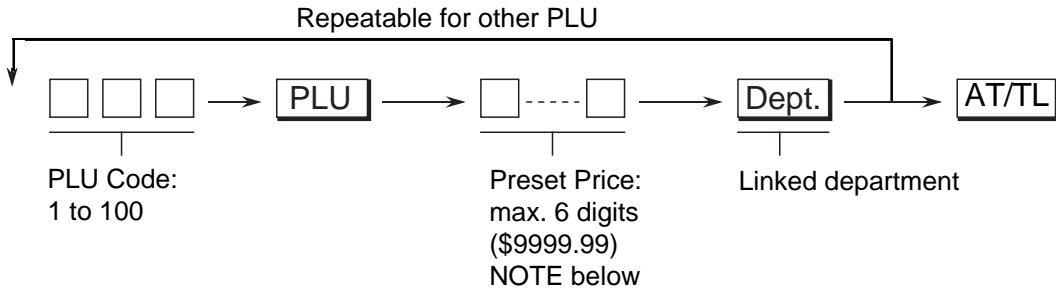 Repeatable for other PLU
PLU
Dept.
AT/TL
PLU Code:
1 to 100
Preset Price:
max. 6 digits
($9999.99)
NOTE below
Linked department